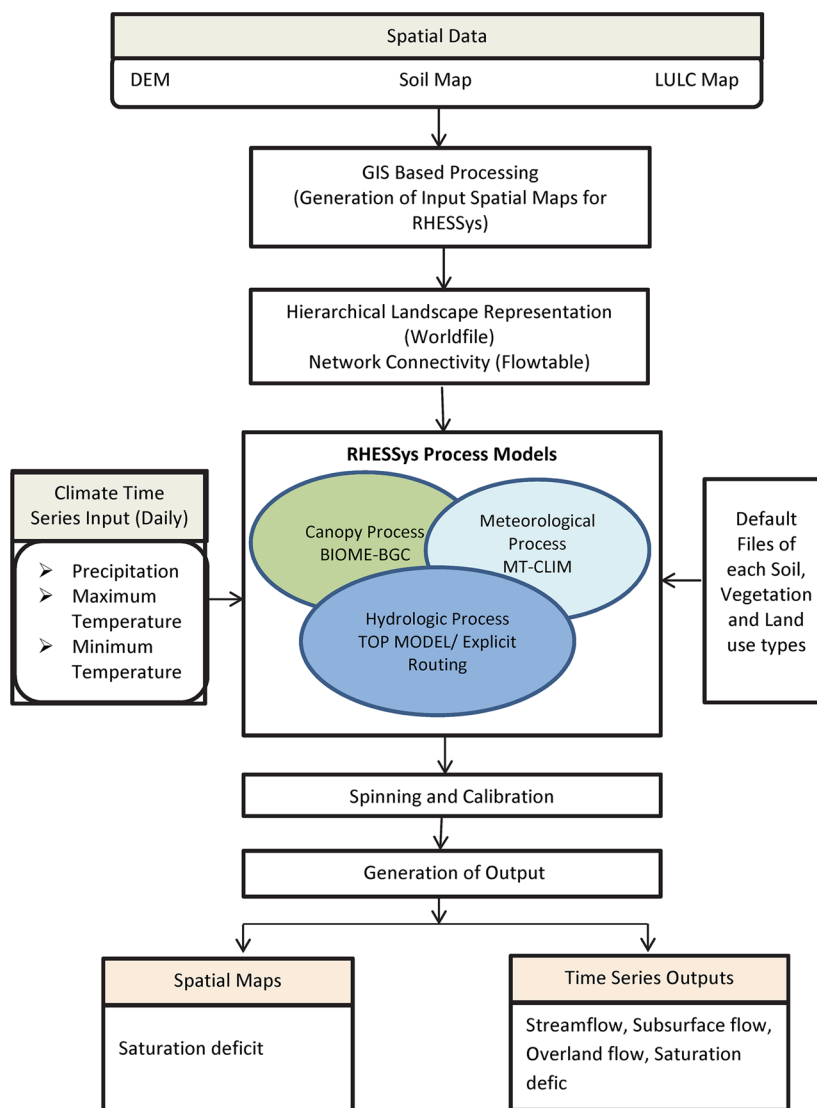 Spatial Data
DEM Soil Map LULC Map
GIS Based Processing
(Generation of Input Spatial Maps for
RHESSys)
Hierarchical Landscape Representation
(Worldfile)
Network Connectivity (Flowtable)
RHESSys Process Models
Climate Time
Series Input (Daily)
➢ Precipitation
➢ Maximum
Temperature
➢ Minimum
Temperature
Canopy Process
BIOME-BGC
Meteorological
Process
MT-CLIM
Hydrologic Process
TOP MODEL/ Explicit
Routing
Default
Files of
each Soil,
Vegetation
and Land
use types
Spinning and Calibration
Generation of Output
Spatial Maps
Saturation deficit
Time Series Outputs
Streamflow, Subsurface flow,
Overland flow, Saturation
defic